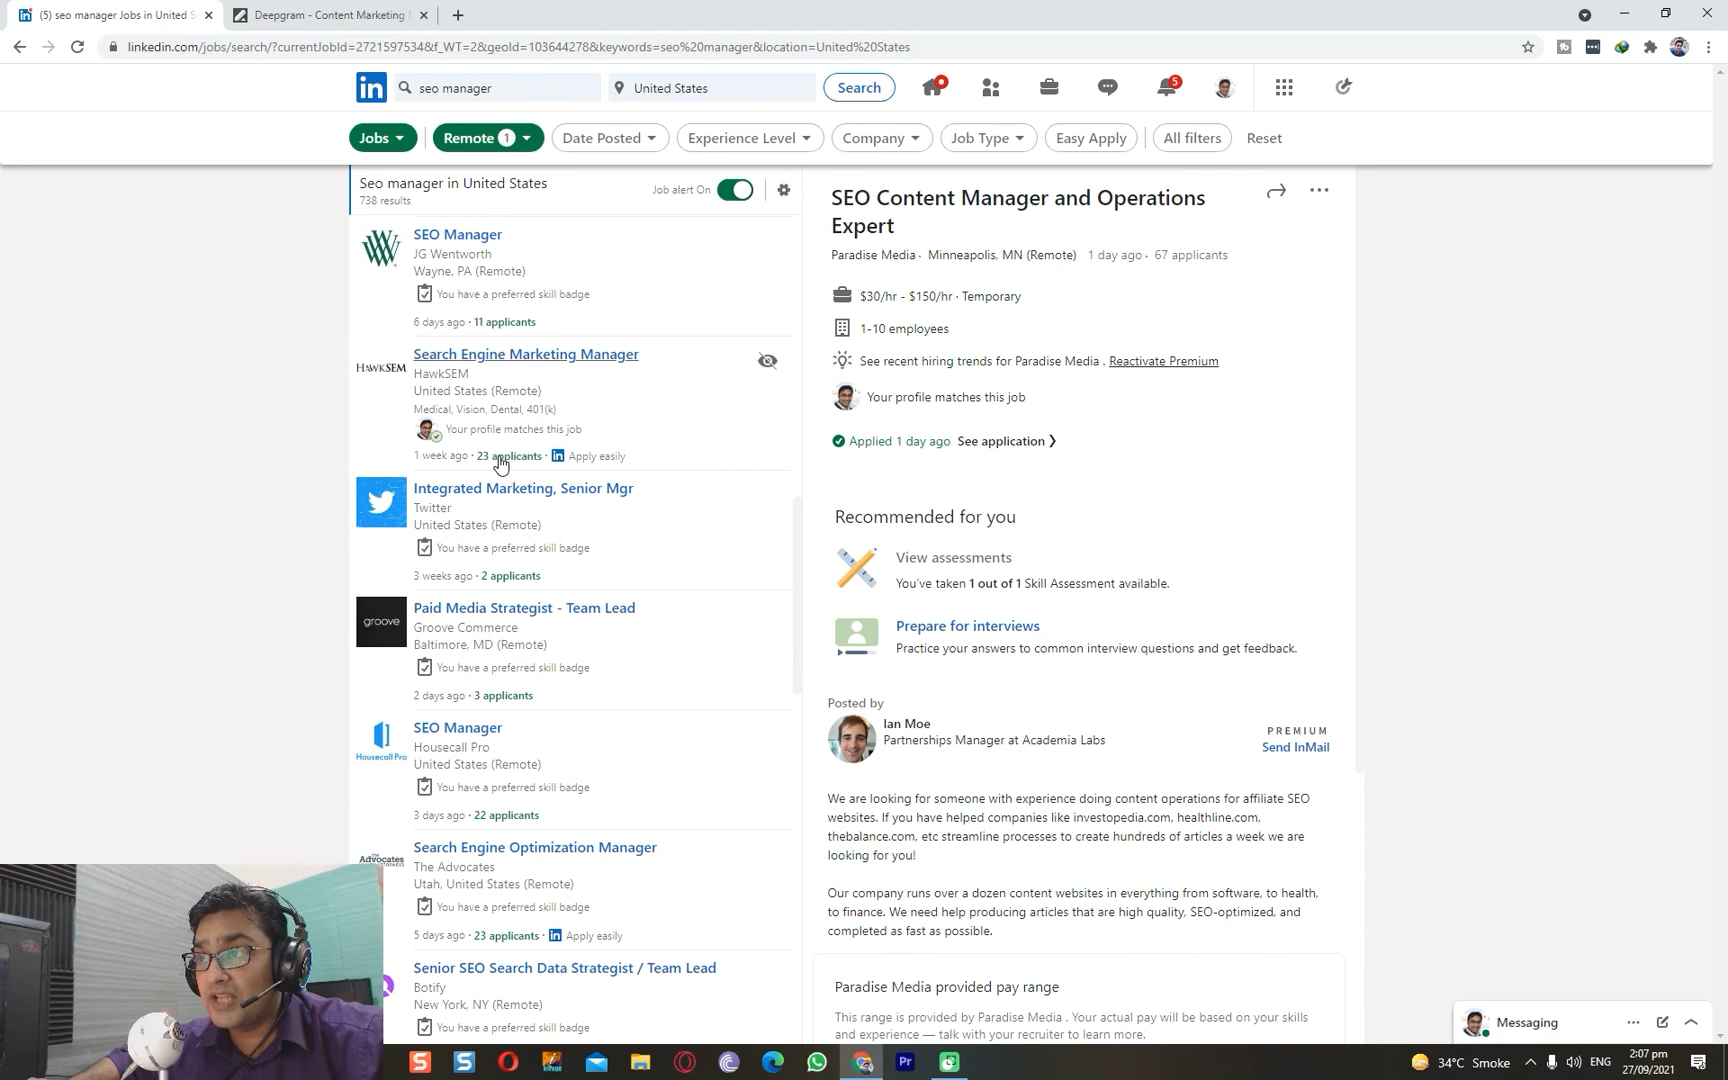 (5) seo manager Jobs in United S
Deepgram - Content Marketing
linkedin.com/jobs/search/?currentJobId=2721597534&f_WT=2&geoId=103644278&keywords=seo%20manager&location=United%20States
in
seo manager
United States
Search
5
Jobs
Remote 1
Date Posted
Experience Level
Company
Job Type
Easy Apply
All filters
Reset
Seo manager in United States
738 results
Job alert On
SEO Manager
JG Wentworth
Wayne, PA (Remote)
You have a preferred skill badge
6 days ago · 11 applicants
HAWKSEM
Search Engine Marketing Manager
HawkSEM
United States (Remote)
Medical, Vision, Dental, 401(k)
Your profile matches this job
1 week ago · 23 applicants · in Apply easily
Integrated Marketing, Senior Mgr
Twitter
United States (Remote)
You have a preferred skill badge
3 weeks ago · 2 applicants
groove
Paid Media Strategist - Team Lead
Groove Commerce
Baltimore, MD (Remote)
You have a preferred skill badge
2 days ago · 3 applicants
Housecall Pro
SEO Manager
Housecall Pro
United States (Remote)
You have a preferred skill badge
3 days ago · 22 applicants
Advocates
Search Engine Optimization Manager
The Advocates
Utah, United States (Remote)
You have a preferred skill badge
5 days ago · 23 applicants · in Apply easily
Senior SEO Search Data Strategist / Team Lead
Botify
New York, NY (Remote)
You have a preferred skill badge
SEO Content Manager and Operations
Expert
Paradise Media · Minneapolis, MN (Remote) 1 day ago · 67 applicants
$30/hr - $150/hr · Temporary
1-10 employees
See recent hiring trends for Paradise Media . Reactivate Premium
Your profile matches this job
Applied 1 day ago See application ❯
Recommended for you
View assessments
You've taken 1 out of 1 Skill Assessment available.
Prepare for interviews
Practice your answers to common interview questions and get feedback.
Posted by
Ian Moe
Partnerships Manager at Academia Labs
PREMIUM
Send InMail
We are looking for someone with experience doing content operations for affiliate SEO
websites. If you have helped companies like investopedia.com, healthline.com,
thebalance.com, etc streamline processes to create hundreds of articles a week we are
looking for you!
Our company runs over a dozen content websites in everything from software, to health,
to finance. We need help producing articles that are high quality, SEO-optimized, and
completed as fast as possible.
Paradise Media provided pay range
This range is provided by Paradise Media . Your actual pay will be based on your skills
and experience — talk with your recruiter to learn more.
Messaging
S
S
Pr
34°C Smoke
ENG
2:07 pm
27/09/2021